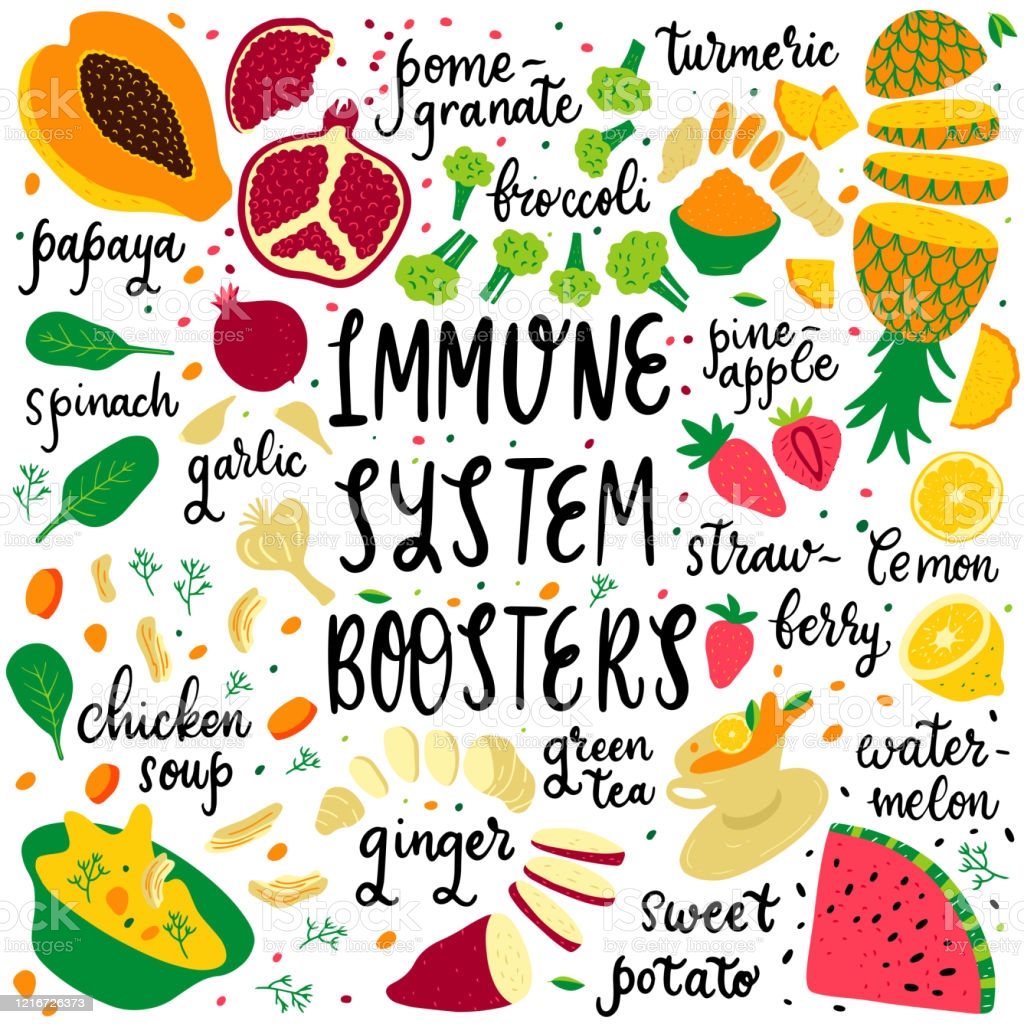 pome-
granate
turmeric
broccoli
papaya
IMMUNE
SYSTEM
BOOSTERS
pine-
apple
spinach
garlic
straw-
berry
lemon
chicken
soup
green
tea
water-
melon
ginger
sweet
potato
iStock
by Getty Images™
1216726373